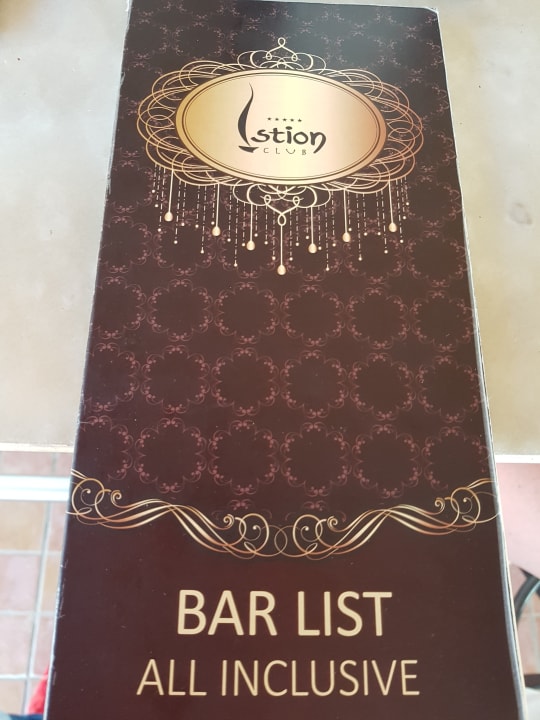 Istion
CLUB
BAR LIST
ALL INCLUSIVE